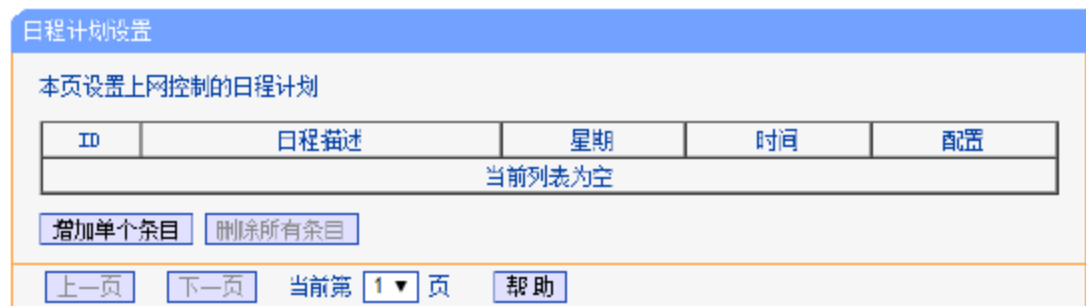 日程计划设置
本页设置上网控制的日程计划
ID 日程描述 星期 时间 配置
当前列表为空
增加单个条目 删除所有条目
上一页 下一页 当前第 1 页 帮助